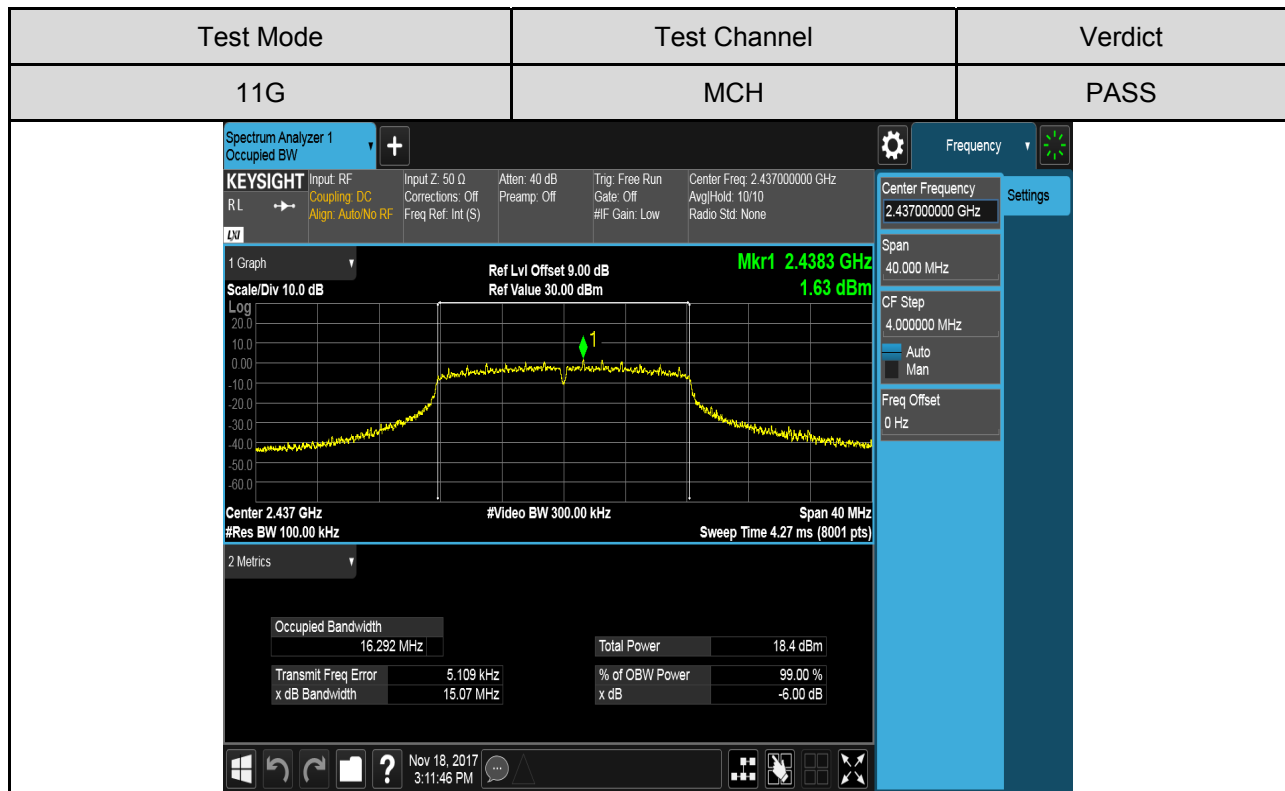 Test Mode Test Channel Verdict
11G MCH PASS
Spectrum Analyzer 1
Occupied BW
+
Frequency
KEYSIGHT Input: RF Input Z: 50 Ω Atten: 40 dB Trig: Free Run Center Freq: 2.437000000 GHz
RL Coupling: DC Corrections: Off Preamp: Off Gate: Off Avg|Hold: 10/10
Align: Auto/No RF Freq Ref: Int (S) #IF Gain: Low Radio Std: None
LXI
Center Frequency
2.437000000 GHz
Settings
Span
40.000 MHz
CF Step
4.000000 MHz
Auto
Man
Freq Offset
0 Hz
1 Graph Ref Lvl Offset 9.00 dB Mkr1 2.4383 GHz
Scale/Div 10.0 dB Ref Value 30.00 dBm 1.63 dBm
Log
20.0
10.0
0.00
-10.0
-20.0
-30.0
-40.0
-50.0
-60.0
1
Center 2.437 GHz #Video BW 300.00 kHz Span 40 MHz
#Res BW 100.00 kHz Sweep Time 4.27 ms (8001 pts)
2 Metrics
Occupied Bandwidth
16.292 MHz Total Power 18.4 dBm
Transmit Freq Error 5.109 kHz % of OBW Power 99.00 %
x dB Bandwidth 15.07 MHz x dB -6.00 dB
? Nov 18, 2017
3:11:46 PM